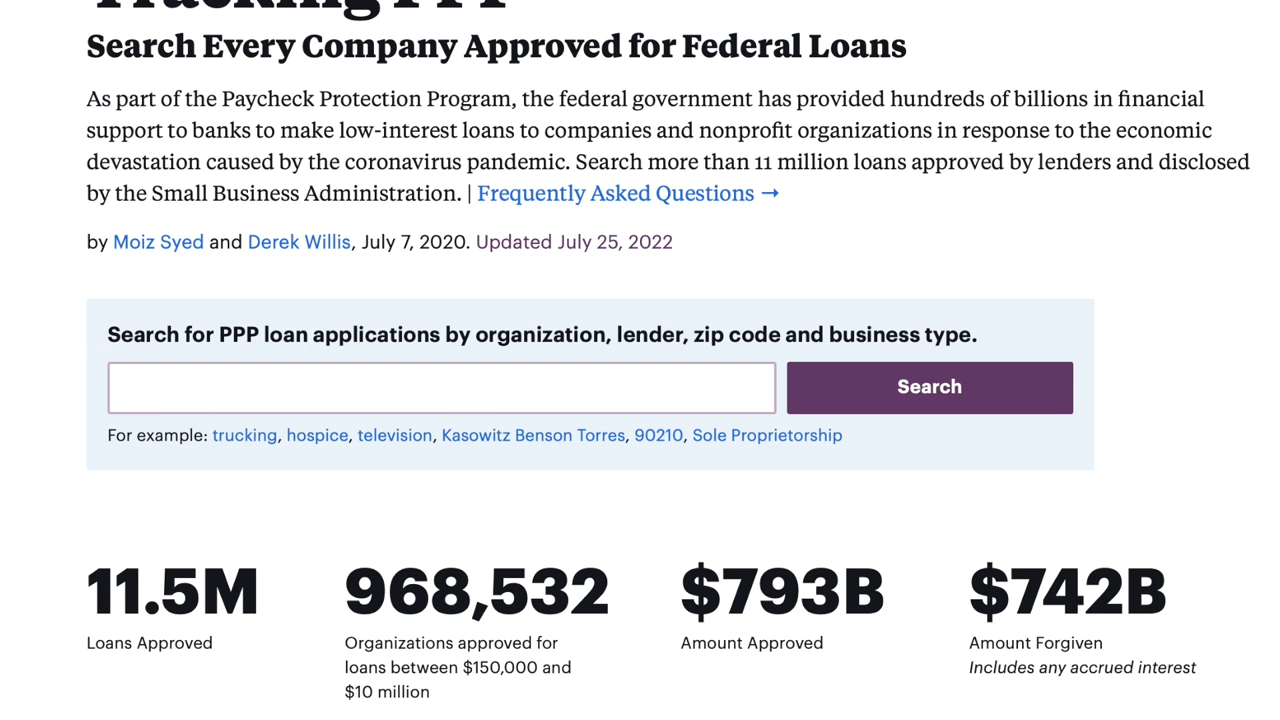 Tracking PPP
Search Every Company Approved for Federal Loans
As part of the Paycheck Protection Program, the federal government has provided hundreds of billions in financial
support to banks to make low-interest loans to companies and nonprofit organizations in response to the economic
devastation caused by the coronavirus pandemic. Search more than 11 million loans approved by lenders and disclosed
by the Small Business Administration. | Frequently Asked Questions →
by Moiz Syed and Derek Willis, July 7, 2020. Updated July 25, 2022
Search for PPP loan applications by organization, lender, zip code and business type.
Search
For example: trucking, hospice, television, Kasowitz Benson Torres, 90210, Sole Proprietorship
11.5M
Loans Approved
968,532
Organizations approved for
loans between $150,000 and
$10 million
$793B
Amount Approved
$742B
Amount Forgiven
Includes any accrued interest